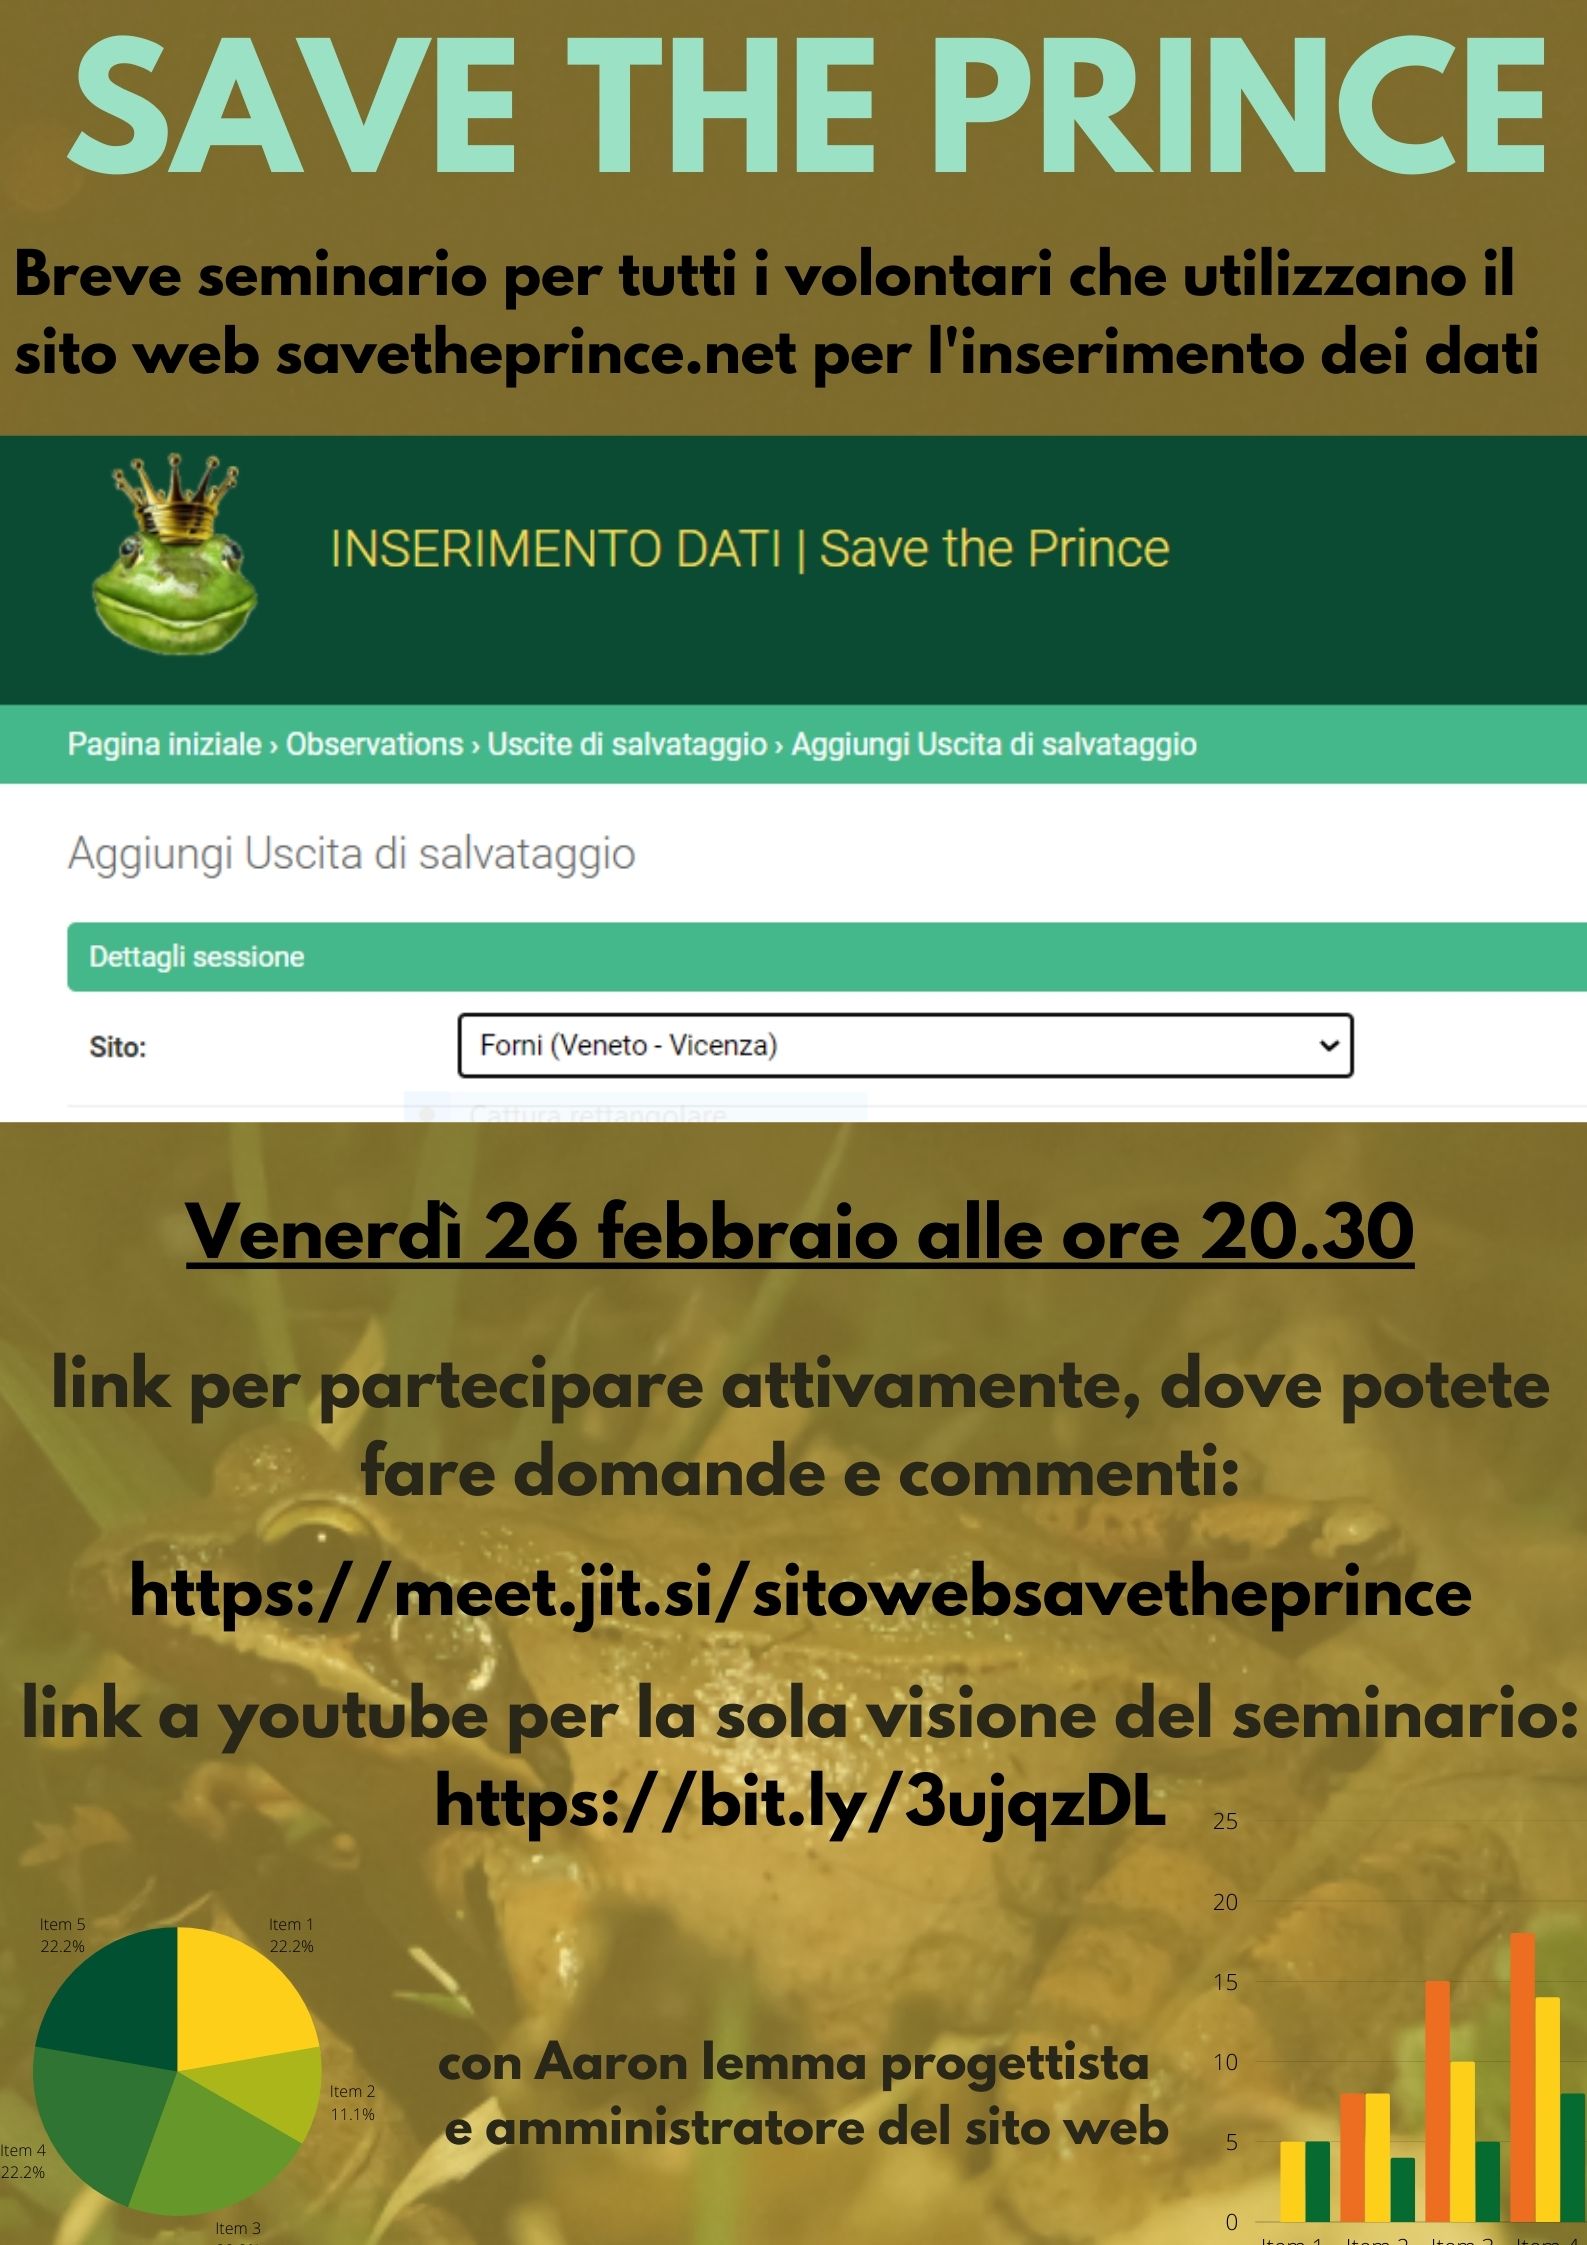 SAVE THE PRINCE
Breve seminario per tutti i volontari che utilizzano il
sito web savetheprince.net per l'inserimento dei dati
INSERIMENTO DATI | Save the Prince
Pagina iniziale › Observations › Uscite di salvataggio › Aggiungi Uscita di salvataggio
Aggiungi Uscita di salvataggio
Dettagli sessione
Sito:
Forni (Veneto - Vicenza)
Cattura rettangolare
Venerdì 26 febbraio alle ore 20.30
link per partecipare attivamente, dove potete
fare domande e commenti:
https://meet.jit.si/sitowebsavetheprince
link a youtube per la sola visione del seminario:
https://bit.ly/3ujqzDL
Item 5
22.2%
Item 1
22.2%
Item 2
11.1%
Item 4
22.2%
Item 3
con Aaron lemma progettista
e amministratore del sito web
25
20
15
10
5
0
Item 1 Item 2 Item 3 Item 4